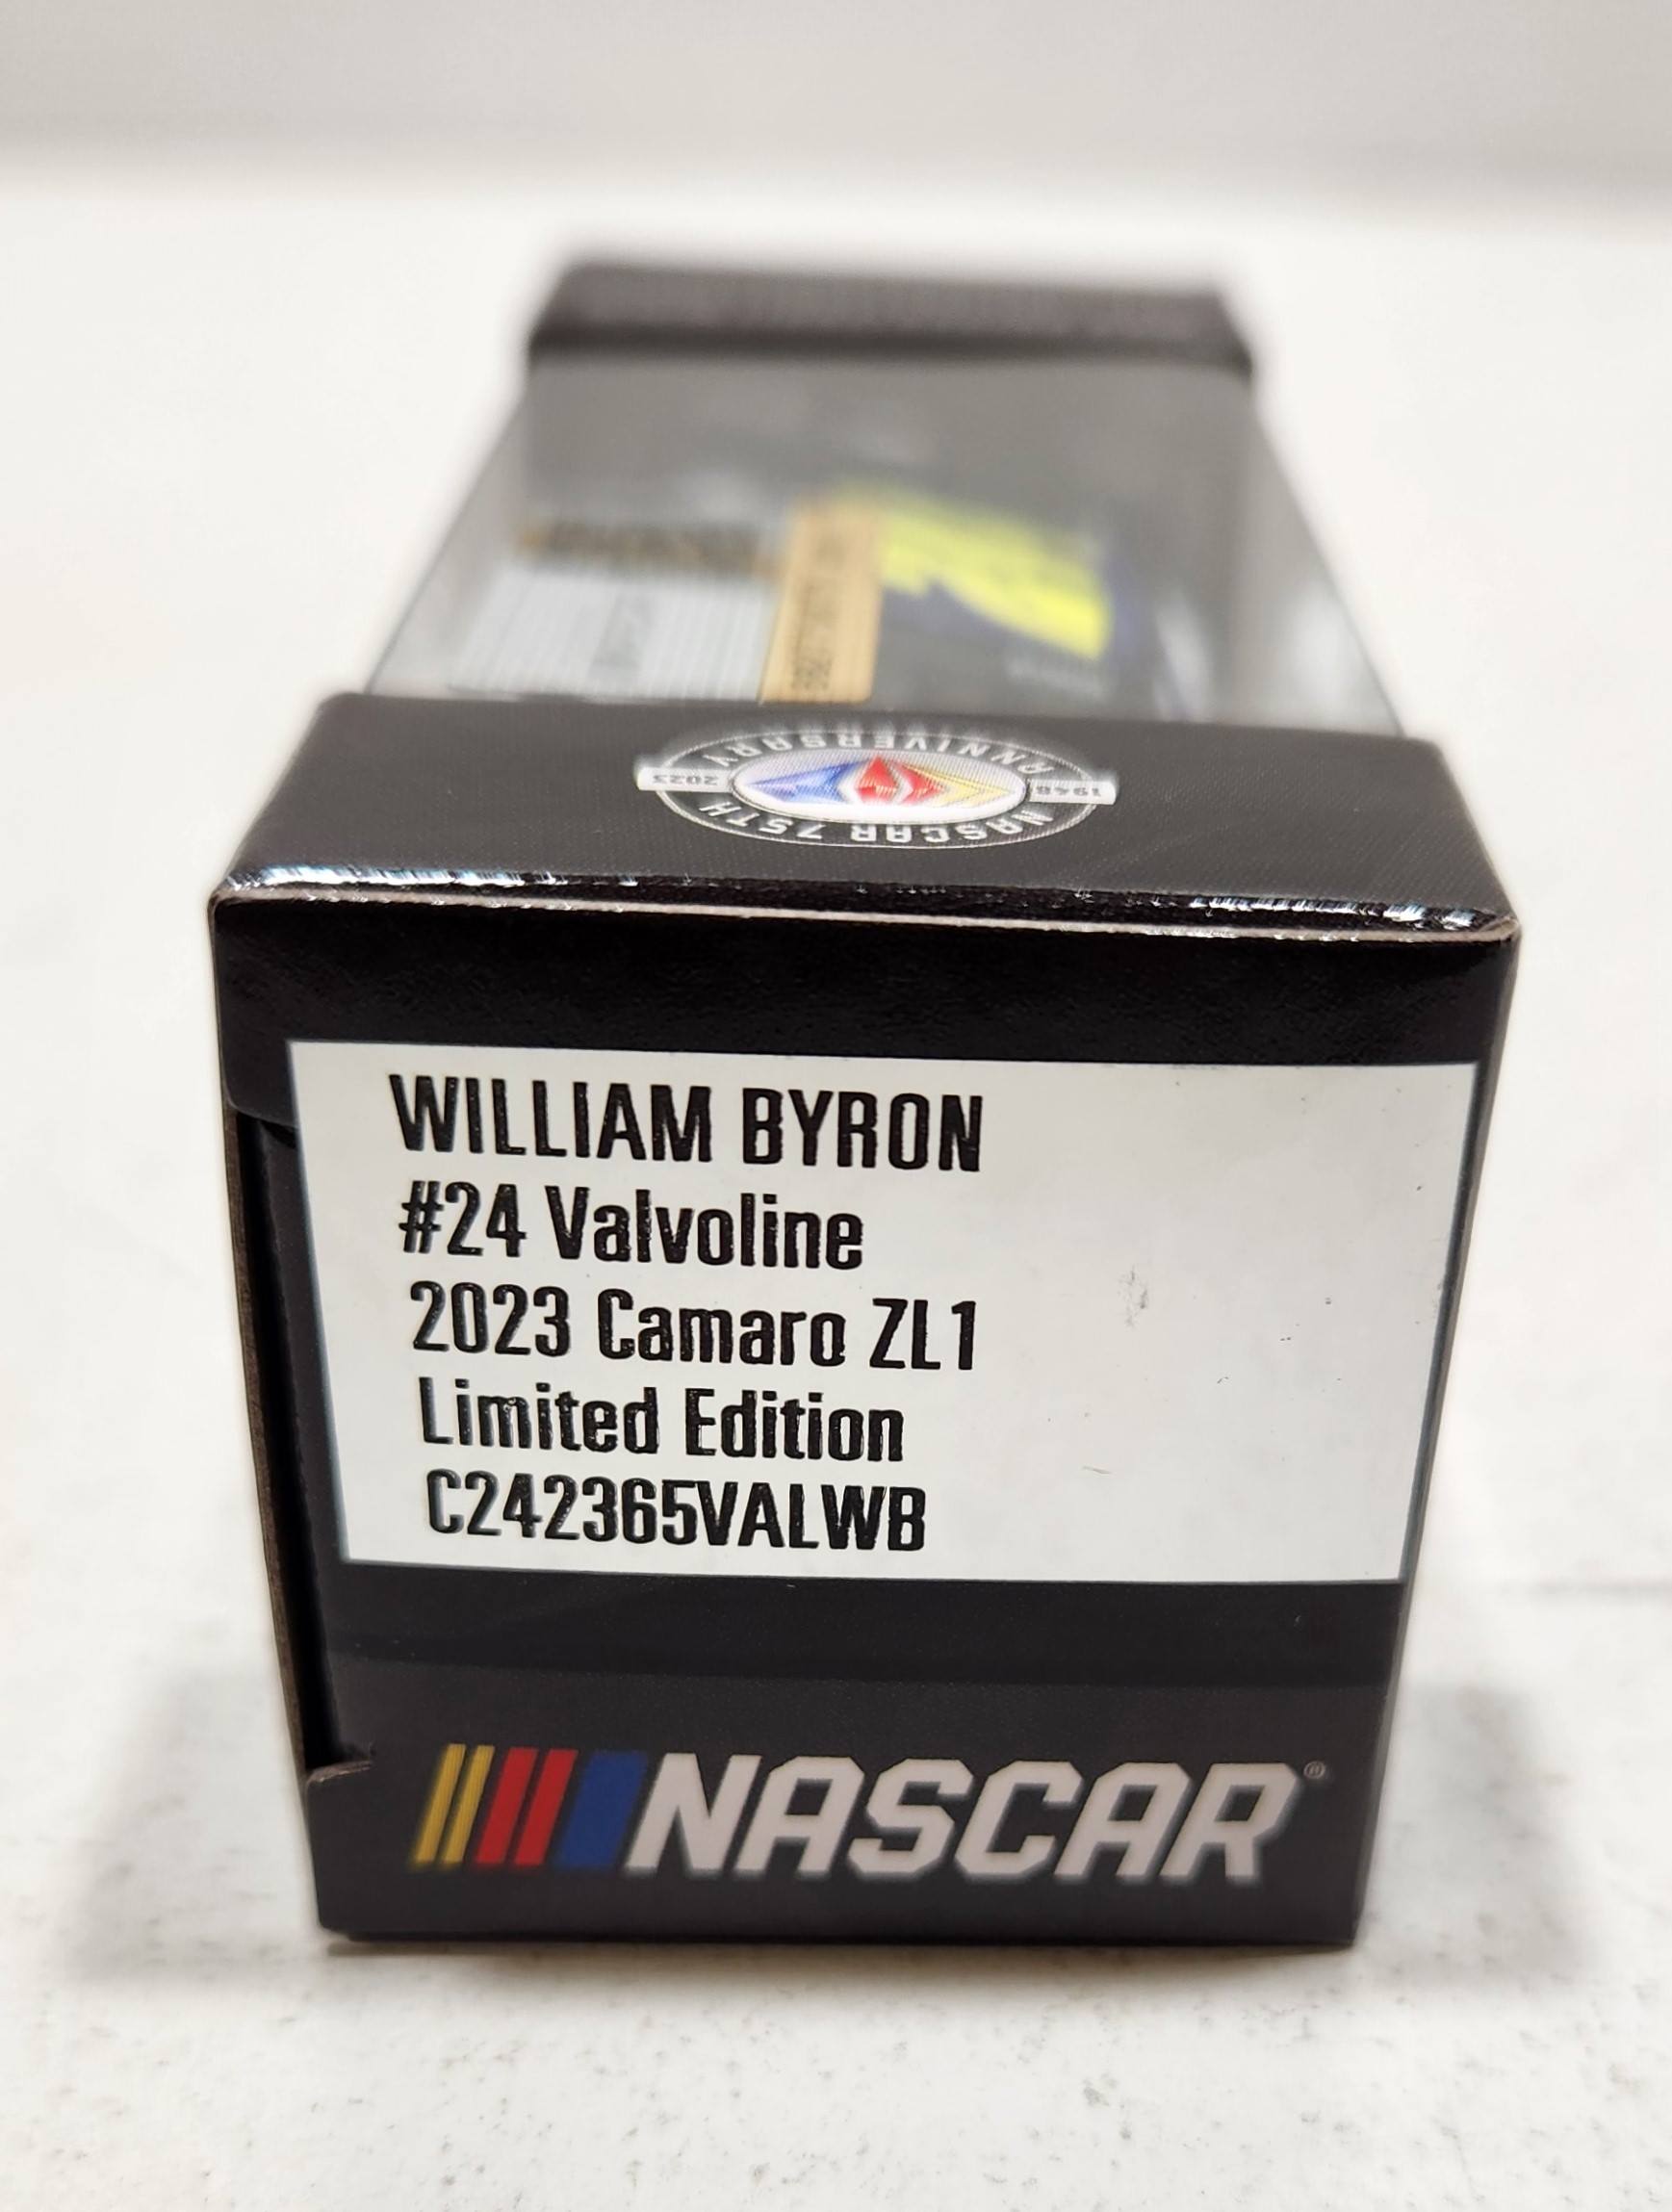 NASCAR 75TH
ANNIVERSARY
1948
2023
WILLIAM BYRON
#24 Valvoline
2023 Camaro ZL1
Limited Edition
C242365VALWB
NASCAR®